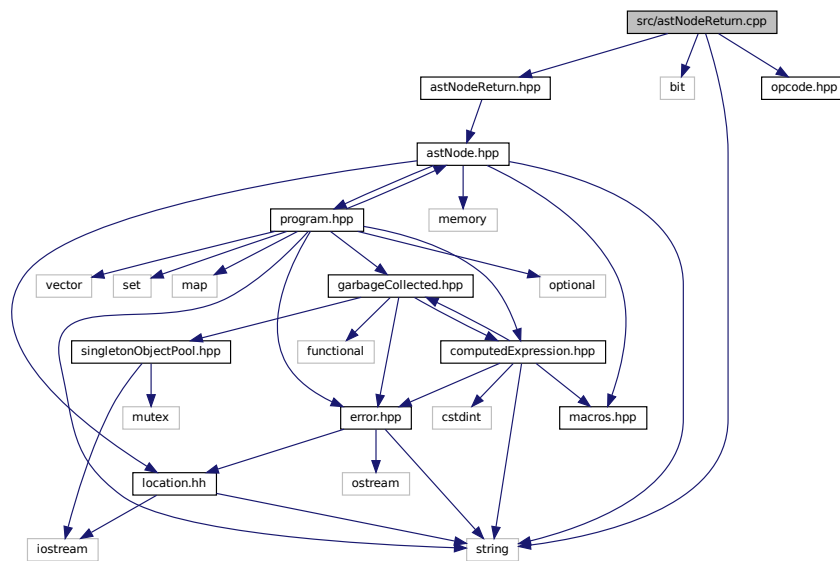 src/astNodeReturn.cpp
astNodeReturn.hpp
bit
opcode.hpp
astNode.hpp
program.hpp
memory
vector
set
map
garbageCollected.hpp
optional
singletonObjectPool.hpp
functional
computedExpression.hpp
mutex
error.hpp
cstdint
macros.hpp
location.hh
ostream
iostream
string